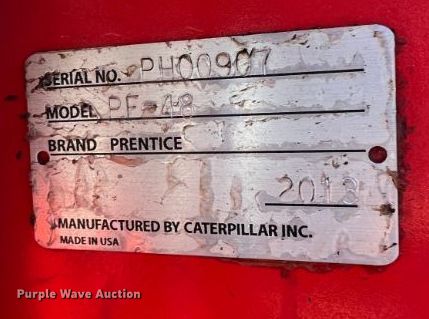 SERIAL NO. PH00907
MODEL PF-48
BRAND PRENTICE
2013
MANUFACTURED BY CATERPILLAR INC.
MADE IN USA
Purple Wave Auction